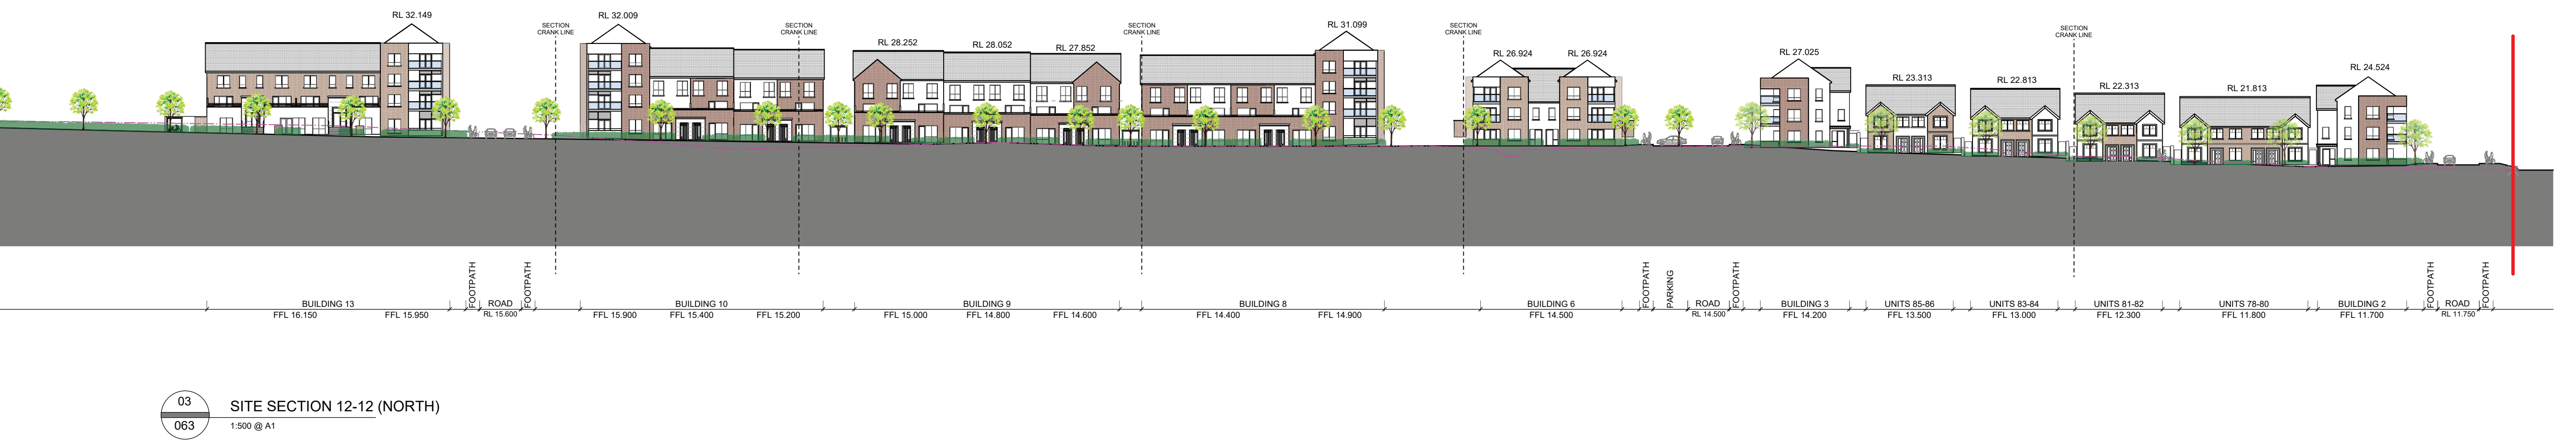 RL 32.149
SECTION
CRANK LINE
RL 32.009
SECTION
CRANK LINE
RL 28.252
RL 28.052
RL 27.852
SECTION
CRANK LINE
RL 31.099
SECTION
CRANK LINE
RL 26.924
RL 26.924
RL 27.025
RL 23.313
RL 22.813
SECTION
CRANK LINE
RL 22.313
RL 21.813
RL 24.524
BUILDING 13
FFL 16.150
FFL 15.950
FOOTPATH
ROAD
RL 15.600
FOOTPATH
BUILDING 10
FFL 15.900
FFL 15.400
FFL 15.200
BUILDING 9
FFL 15.000
FFL 14.800
FFL 14.600
BUILDING 8
FFL 14.400
FFL 14.900
BUILDING 6
FFL 14.500
FOOTPATH
PARKING
ROAD
RL 14.500
FOOTPATH
BUILDING 3
FFL 14.200
UNITS 85-86
FFL 13.500
UNITS 83-84
FFL 13.000
UNITS 81-82
FFL 12.300
UNITS 78-80
FFL 11.800
BUILDING 2
FFL 11.700
FOOTPATH
ROAD
RL 11.750
FOOTPATH
03
063
SITE SECTION 12-12 (NORTH)
1:500 @ A1